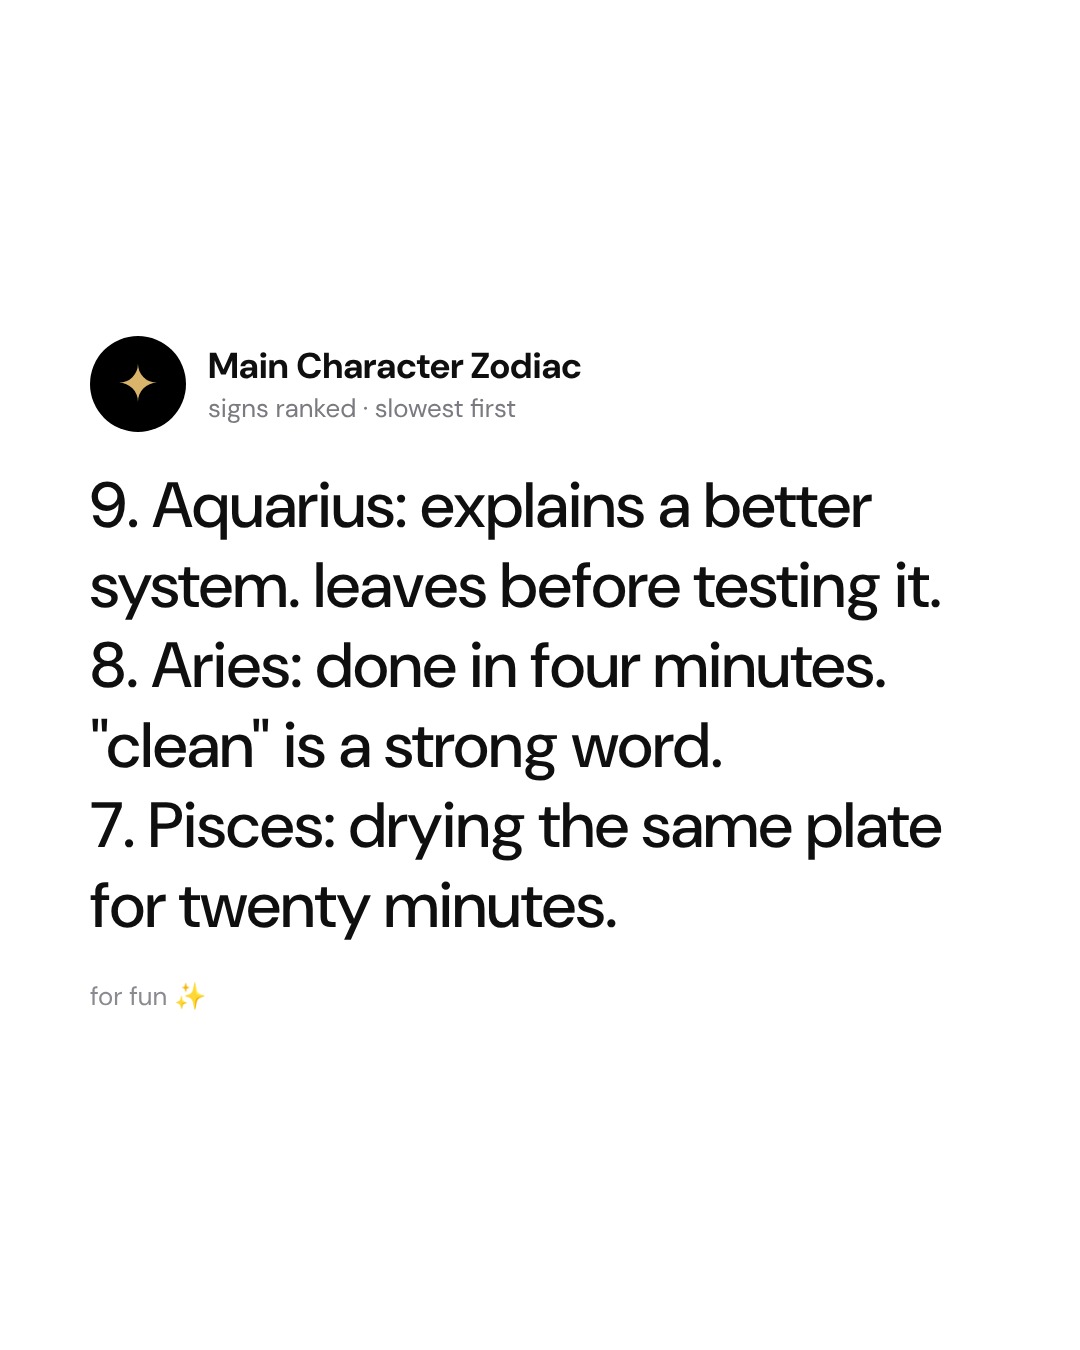 Main Character Zodiac
signs ranked · slowest first
9. Aquarius: explains a better
system. leaves before testing it.
8. Aries: done in four minutes.
"clean" is a strong word.
7. Pisces: drying the same plate
for twenty minutes.
for fun ✨